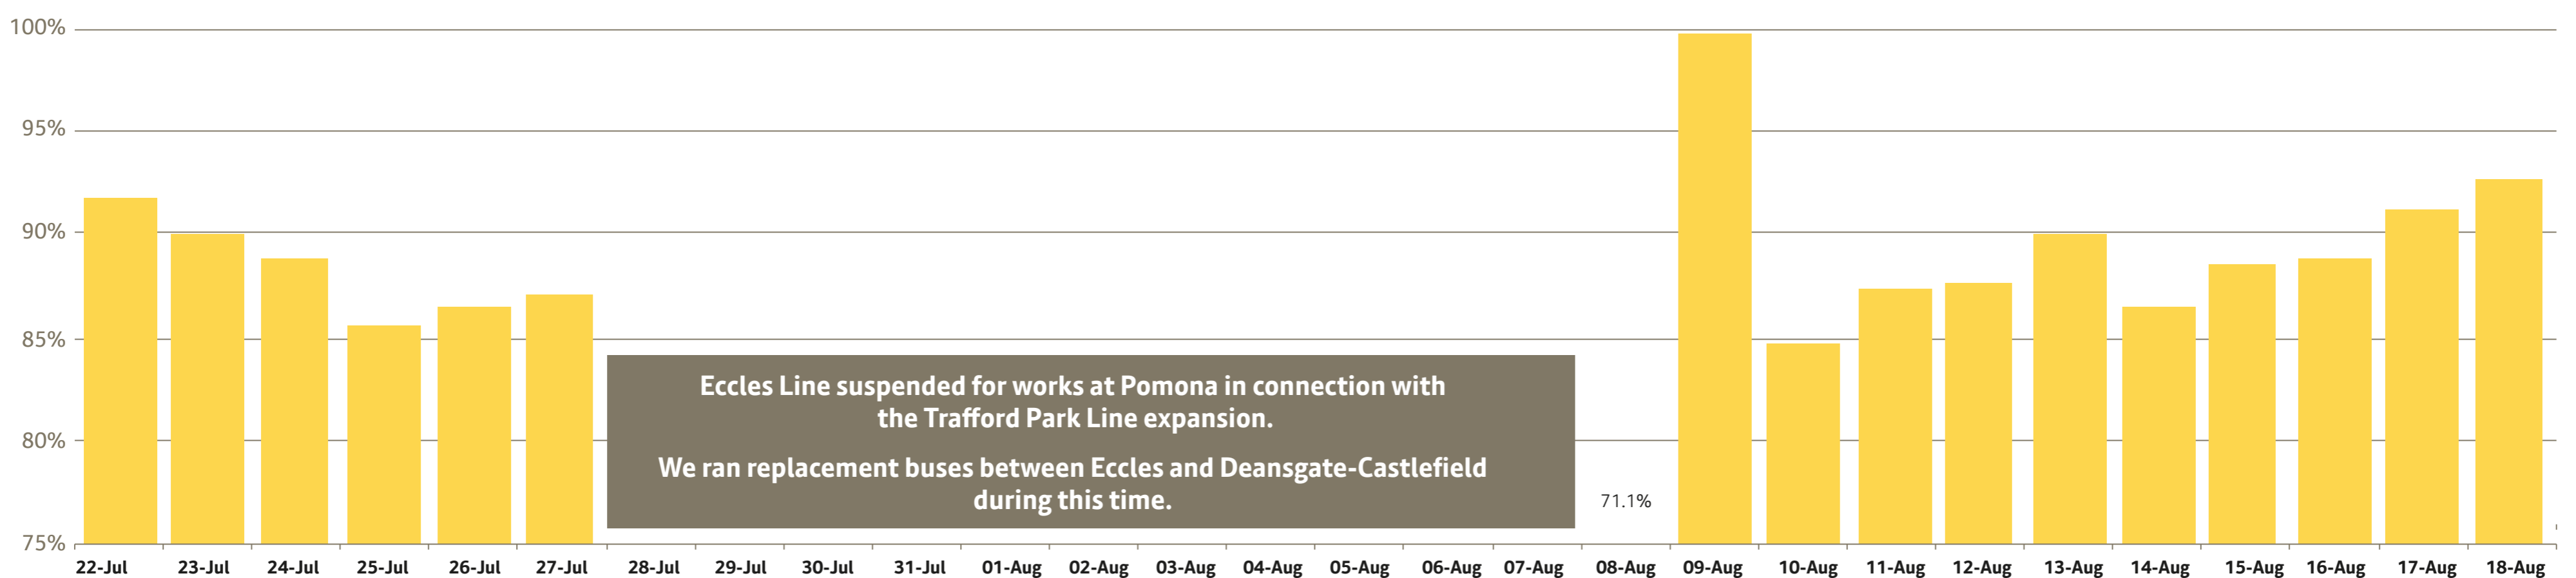 100%
95%
90%
85%
80%
75%
Eccles Line suspended for works at Pomona in connection with
the Trafford Park Line expansion.
We ran replacement buses between Eccles and Deansgate-Castlefield
during this time.
71.1%
22-Jul 23-Jul 24-Jul 25-Jul 26-Jul 27-Jul 28-Jul 29-Jul 30-Jul 31-Jul 01-Aug 02-Aug 03-Aug 04-Aug 05-Aug 06-Aug 07-Aug 08-Aug 09-Aug 10-Aug 11-Aug 12-Aug 13-Aug 14-Aug 15-Aug 16-Aug 17-Aug 18-Aug